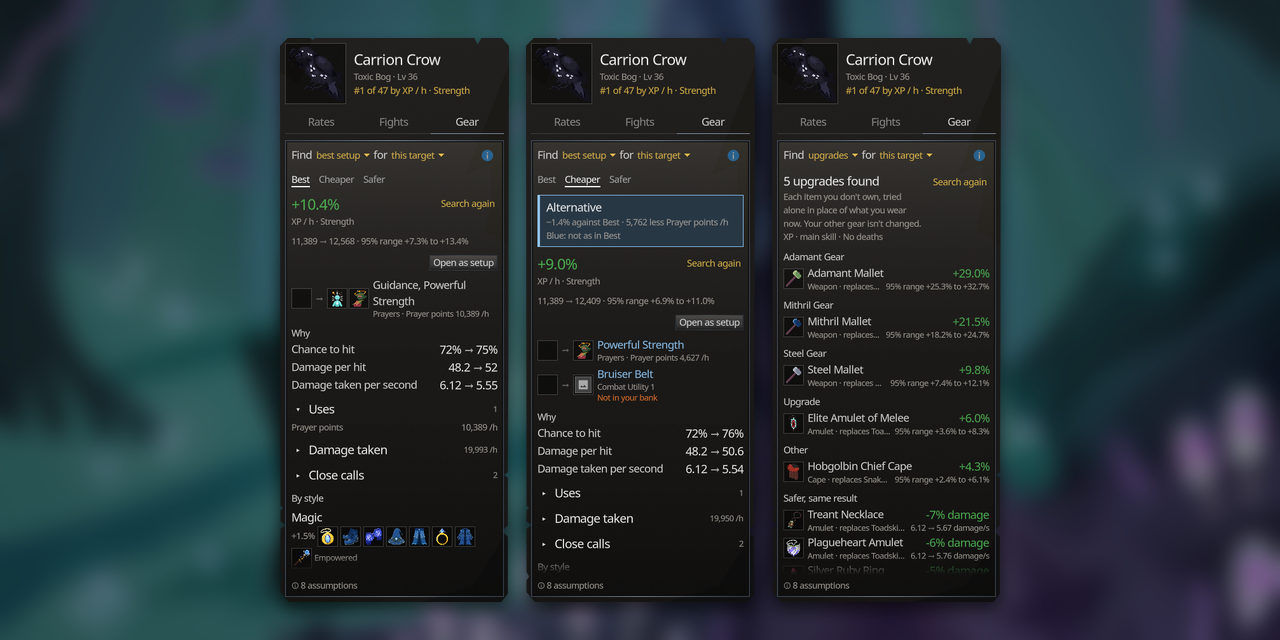 Carrion Crow
Toxic Bog · Lv 36
#1 of 47 by XP / h · Strength
Rates Fights Gear
Find best setup for this target
Best Cheaper Safer
+10.4% Search again
XP / h · Strength
11,389 → 12,568 · 95% range +7.3% to +13.4%
Open as setup
→ Guidance, Powerful
Strength
Prayers · Prayer points 10,389 /h
Why
Chance to hit 72% → 75%
Damage per hit 48.2 → 52
Damage taken per second 6.12 → 5.55
Uses 1
Prayer points 10,389 /h
Damage taken 19,993 /h
Close calls 2
By style
Magic
+1.5%
Empowered
8 assumptions
Carrion Crow
Toxic Bog · Lv 36
#1 of 47 by XP / h · Strength
Rates Fights Gear
Find best setup for this target
Best Cheaper Safer
Alternative
−1.4% against Best · 5,762 less Prayer points /h
Blue: not as in Best
+9.0% Search again
XP / h · Strength
11,389 → 12,409 · 95% range +6.9% to +11.0%
Open as setup
→ Powerful Strength
Prayers · Prayer points 4,627 /h
→ Bruiser Belt
Combat Utility 1
Not in your bank
Why
Chance to hit 72% → 76%
Damage per hit 48.2 → 50.6
Damage taken per second 6.12 → 5.54
Uses 1
Damage taken 19,950 /h
Close calls 2
By style
8 assumptions
Carrion Crow
Toxic Bog · Lv 36
#1 of 47 by XP / h · Strength
Rates Fights Gear
Find upgrades for this target
5 upgrades found Search again
Each item you don't own, tried
alone in place of what you wear
now. Your other gear isn't changed.
XP · main skill · No deaths
Adamant Gear
Adamant Mallet +29.0%
Weapon · replaces... 95% range +25.3% to +32.7%
Mithril Gear
Mithril Mallet +21.5%
Weapon · replaces... 95% range +18.2% to +24.7%
Steel Gear
Steel Mallet +9.8%
Weapon · replaces ... 95% range +7.4% to +12.1%
Upgrade
Elite Amulet of Melee +6.0%
Amulet · replaces Toa... 95% range +3.6% to +8.3%
Other
Hobgolbin Chief Cape +4.3%
Cape · replaces Snak... 95% range +2.4% to +6.1%
Safer, same result
Treant Necklace -7% damage
Amulet · replaces Toadski... 6.12 → 5.67 damage/s
Plagueheart Amulet -6% damage
Amulet · replaces Toadski... 6.12 → 5.76 damage/s
Silver Ruby Ring -5% damage
8 assumptions